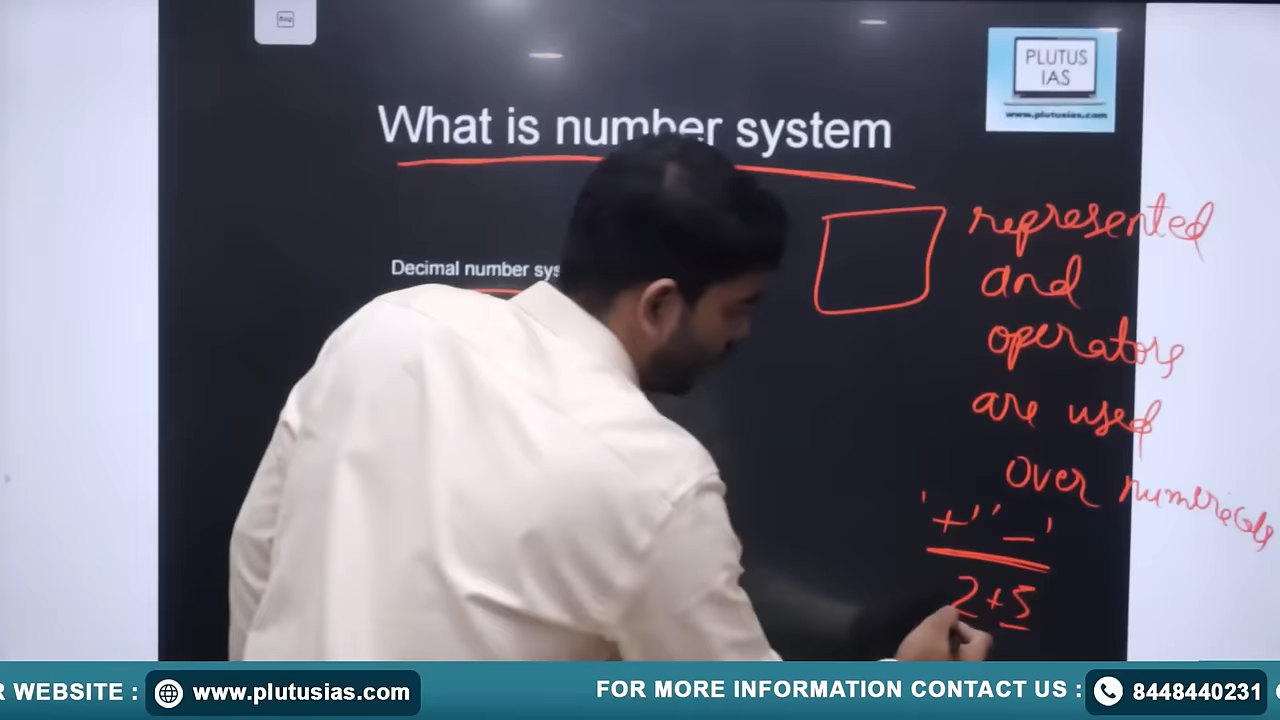 PLUTUS
IAS
www.plutusias.com
What is number system
Decimal number sys
represented
and
operators
are used
over numericals
'+' '-'
2+5
R WEBSITE : www.plutusias.com
FOR MORE INFORMATION CONTACT US : 8448440231